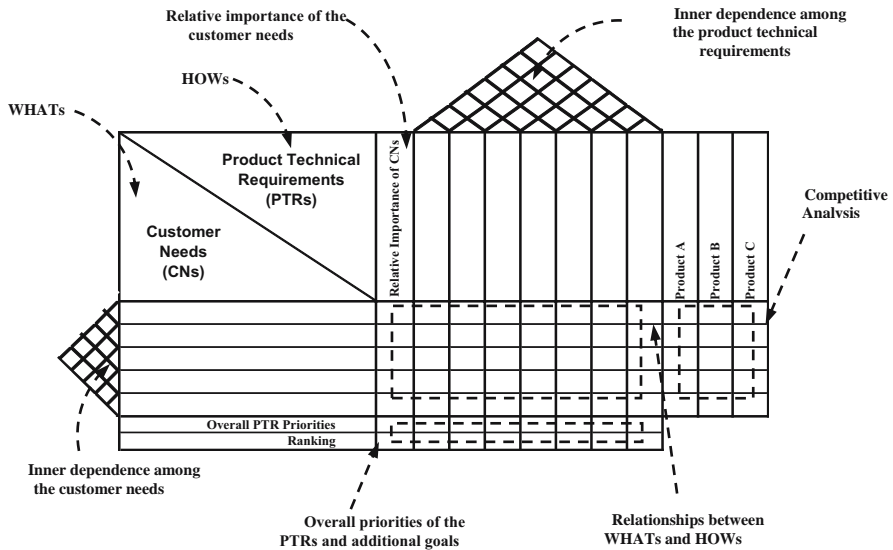 Relative importance of the
customer needs
Inner dependence among
the product technical
requirements
HOWs
WHATs
Product Technical
Requirements
(PTRs)
Relative Importance of CNs
Customer
Needs
(CNs)
Competitive
Analvsis
Product A
Product B
Product C
Overall PTR Priorities
Ranking
Inner dependence among
the customer needs
Overall priorities of the
PTRs and additional goals
Relationships between
WHATs and HOWs